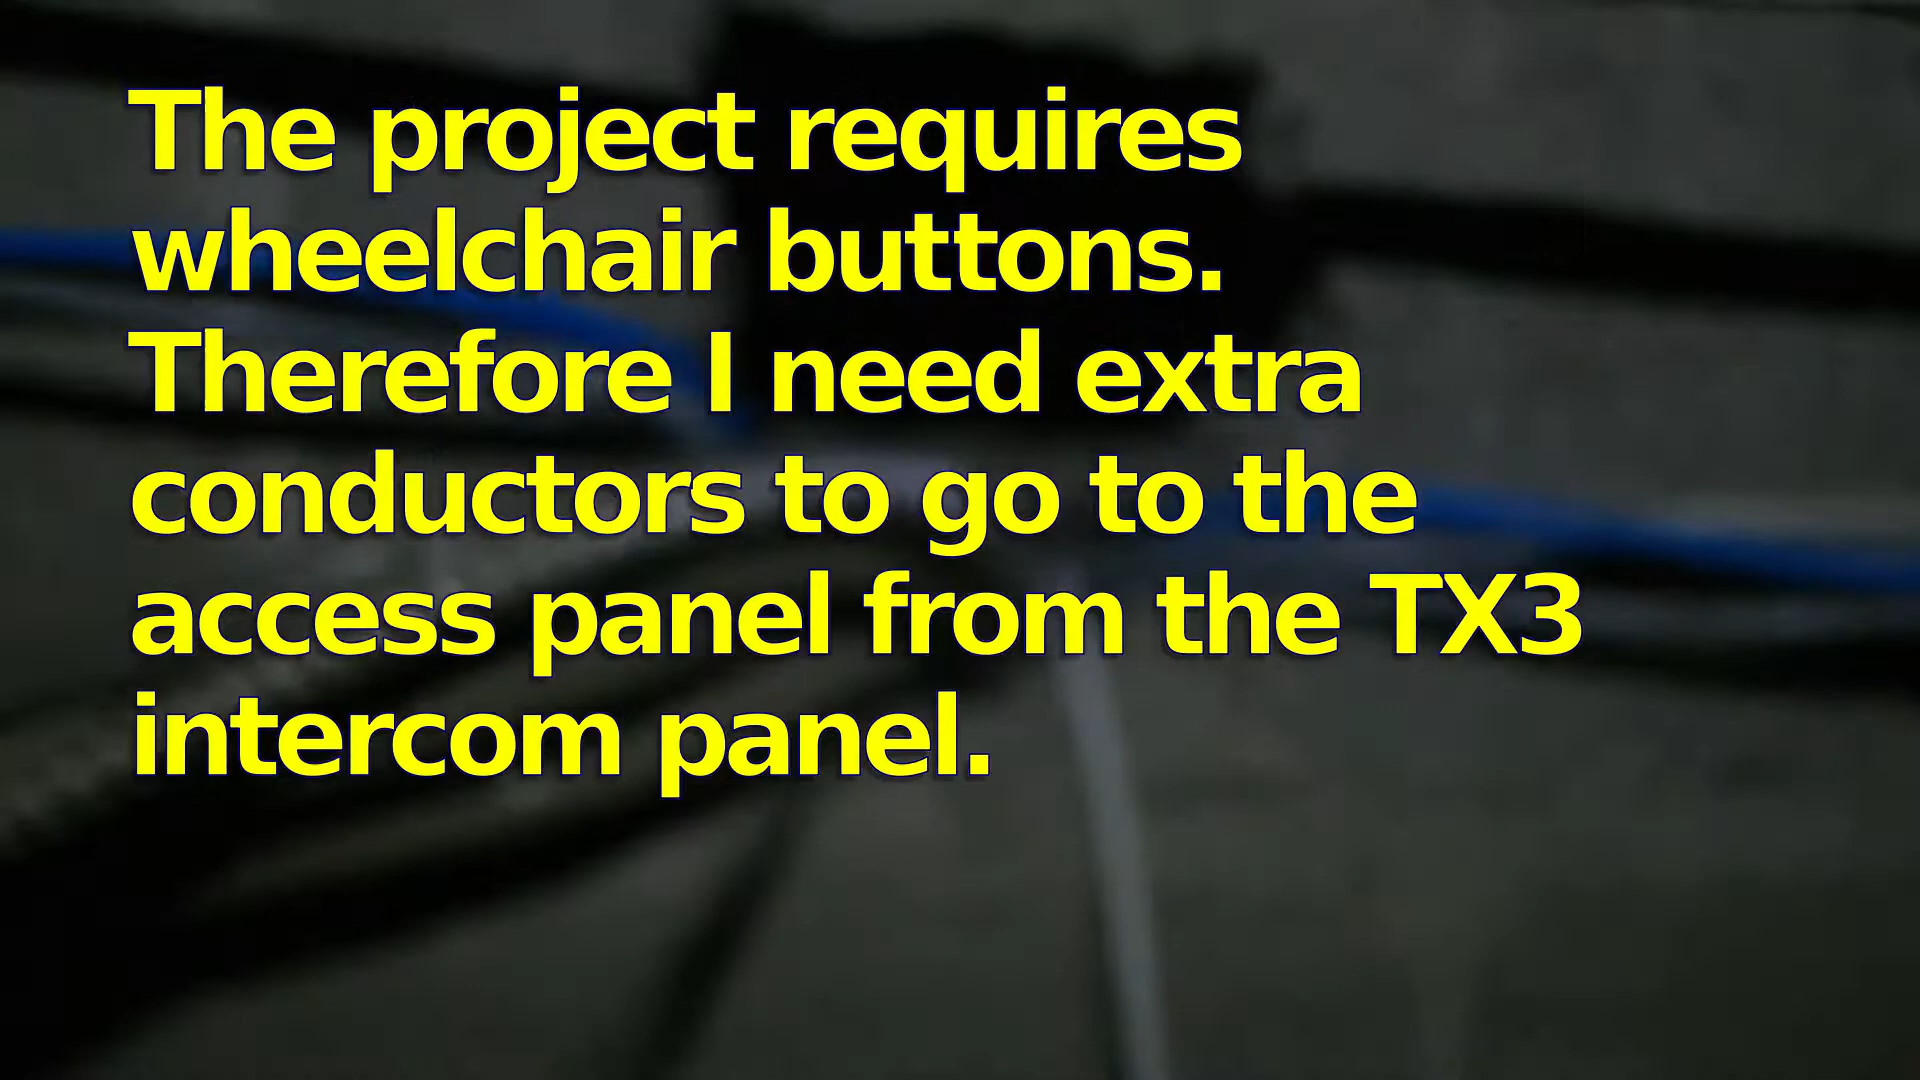 The project requires
wheelchair buttons.
Therefore I need extra
conductors to go to the
access panel from the TX3
intercom panel.